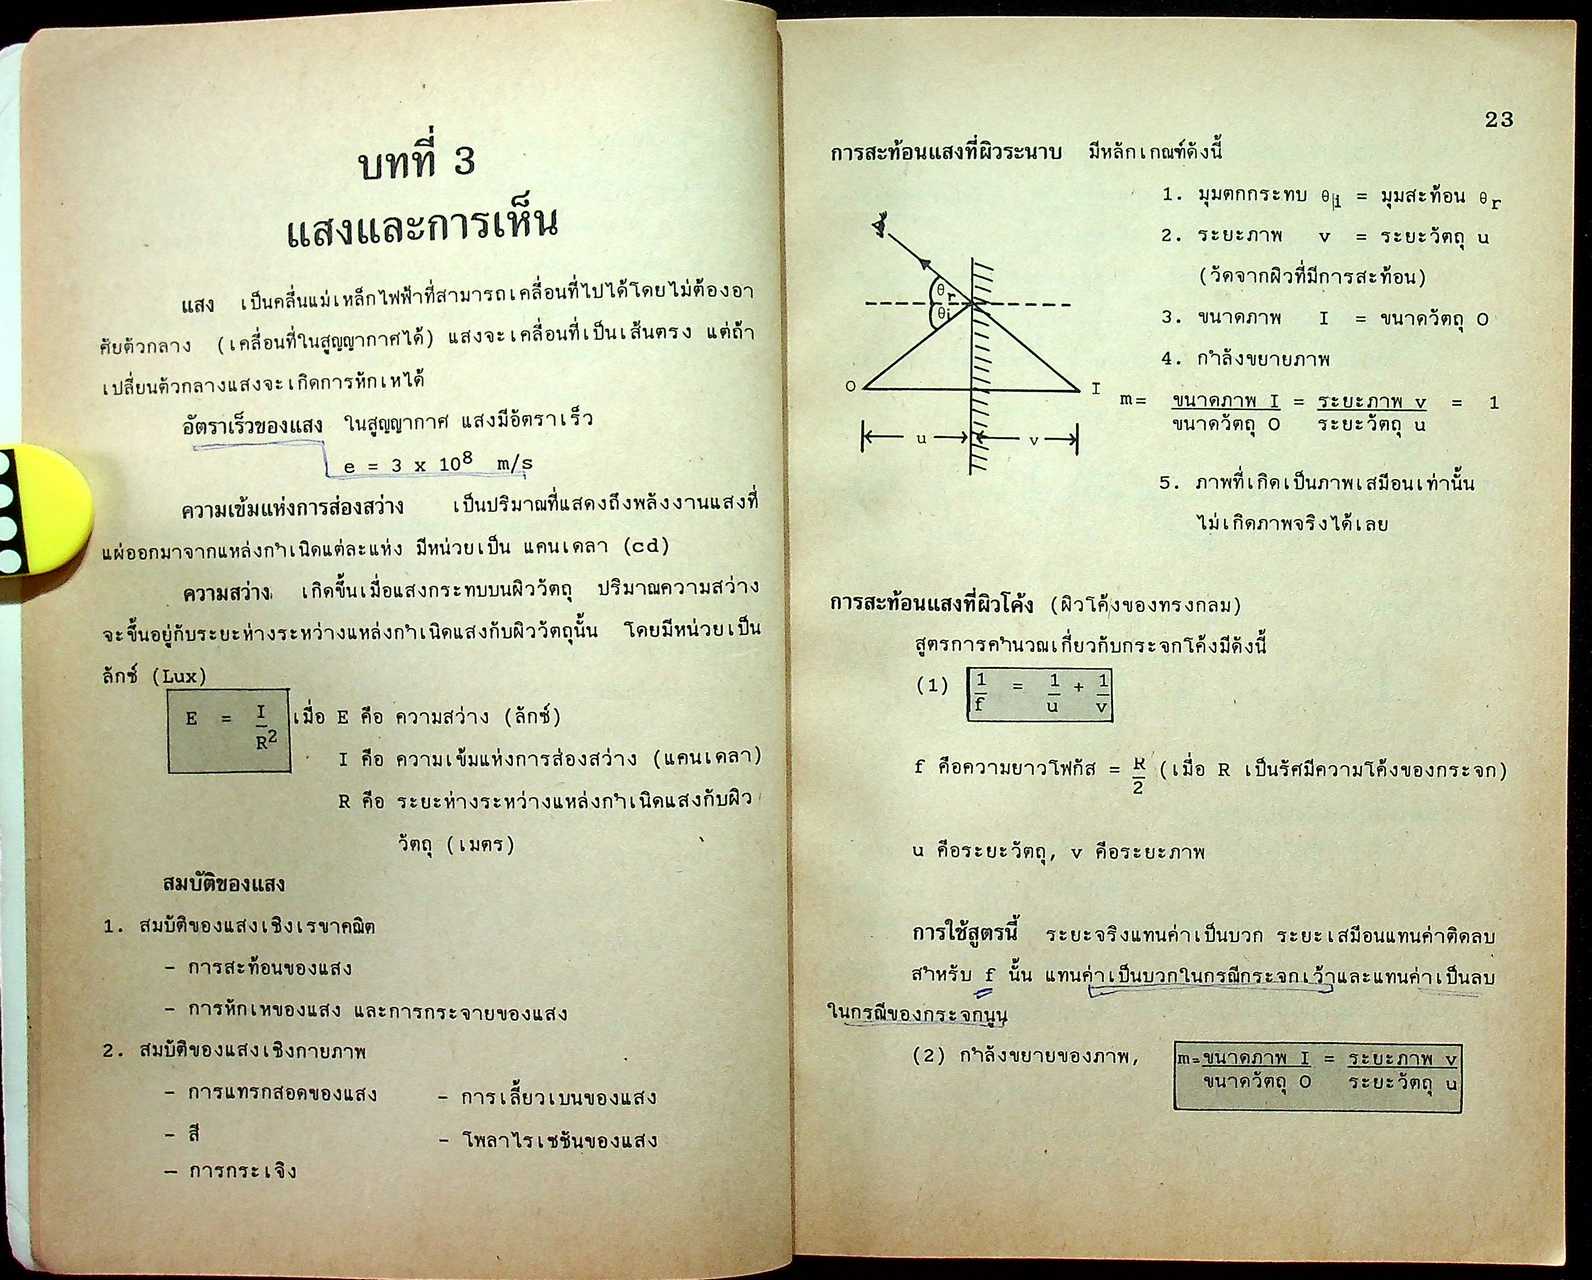 บทที่ 3
แสงและการเห็น
แสง เป็นคลื่นแม่เหล็กไฟฟ้าที่สามารถเคลื่อนที่ไปได้โดยไม่ต้องอา
ศัยตัวกลาง (เคลื่อนที่ในสูญญากาศได้) แสงจะเคลื่อนที่เป็นเส้นตรง แต่ถ้า
เปลี่ยนตัวกลางแสงจะเกิดการหักเหได้
อัตราเร็วของแสง ในสูญญากาศ แสงมีอัตราเร็ว
e = 3 x 10⁸ m/s
ความเข้มแห่งการส่องสว่าง เป็นปริมาณที่แสดงถึงพลังงานแสงที่
แผ่ออกมาจากแหล่งกำเนิดแต่ละแห่ง มีหน่วยเป็น แคนเดลา (cd)
ความสว่าง เกิดขึ้นเมื่อแสงกระทบบนผิววัตถุ ปริมาณความสว่าง
จะขึ้นอยู่กับระยะห่างระหว่างแหล่งกำเนิดแสงกับผิววัตถุนั้น โดยมีหน่วยเป็น
ลักซ์ (Lux)
E = I/R² เมื่อ E คือ ความสว่าง (ลักซ์)
I คือ ความเข้มแห่งการส่องสว่าง (แคนเดลา)
R คือ ระยะห่างระหว่างแหล่งกำเนิดแสงกับผิว
วัตถุ (เมตร)
สมบัติของแสง
1. สมบัติของแสงเชิงเรขาคณิต
- การสะท้อนของแสง
- การหักเหของแสง และการกระจายของแสง
2. สมบัติของแสงเชิงกายภาพ
- การแทรกสอดของแสง - การเลี้ยวเบนของแสง
- สี - โพลาไรเซชันของแสง
- การกระเจิง
23
การสะท้อนแสงที่ผิวระนาบ มีหลักเกณฑ์ดังนี้
1. มุมตกกระทบ θi = มุมสะท้อน θr
2. ระยะภาพ v = ระยะวัตถุ u
(วัดจากผิวที่มีการสะท้อน)
3. ขนาดภาพ I = ขนาดวัตถุ O
4. กำลังขยายภาพ
m= ขนาดภาพ I/ขนาดวัตถุ O = ระยะภาพ v/ระยะวัตถุ u = 1
5. ภาพที่เกิดเป็นภาพเสมือนเท่านั้น
ไม่เกิดภาพจริงได้เลย
θr
θi
O I
u v
การสะท้อนแสงที่ผิวโค้ง (ผิวโค้งของทรงกลม)
สูตรการคำนวณเกี่ยวกับกระจกโค้งมีดังนี้
(1) 1/f = 1/u + 1/v
f คือความยาวโฟกัส = R/2 (เมื่อ R เป็นรัศมีความโค้งของกระจก)
u คือระยะวัตถุ, v คือระยะภาพ
การใช้สูตรนี้ ระยะจริงแทนค่าเป็นบวก ระยะเสมือนแทนค่าติดลบ
สำหรับ f นั้น แทนค่าเป็นบวกในกรณีกระจกเว้าและแทนค่าเป็นลบ
ในกรณีของกระจกนูน
(2) กำลังขยายของภาพ, m=ขนาดภาพ I/ขนาดวัตถุ O = ระยะภาพ v/ระยะวัตถุ u